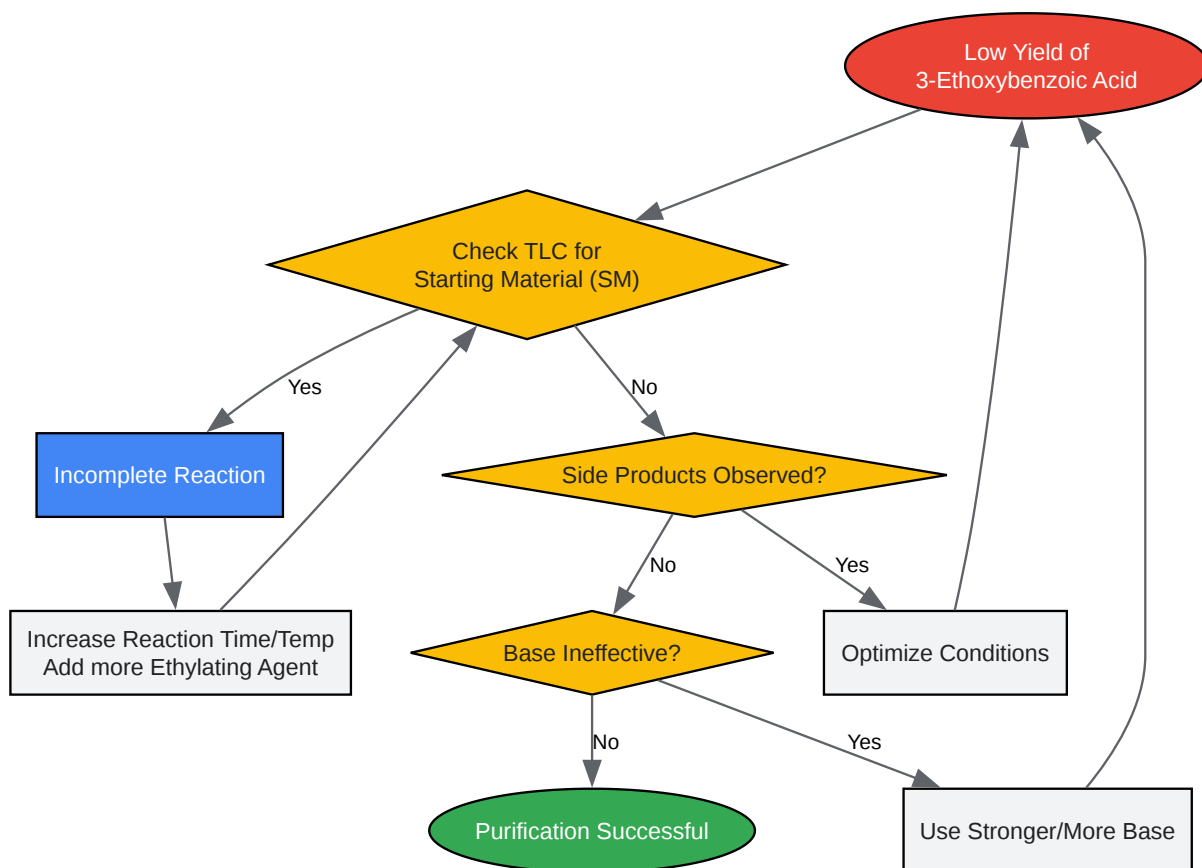 Low Yield of
3-Ethoxybenzoic Acid
Check TLC for
Starting Material (SM)
Yes
No
Incomplete Reaction
Side Products Observed?
No
Yes
Increase Reaction Time/Temp
Add more Ethylating Agent
Base Ineffective?
Optimize Conditions
No
Yes
Purification Successful
Use Stronger/More Base